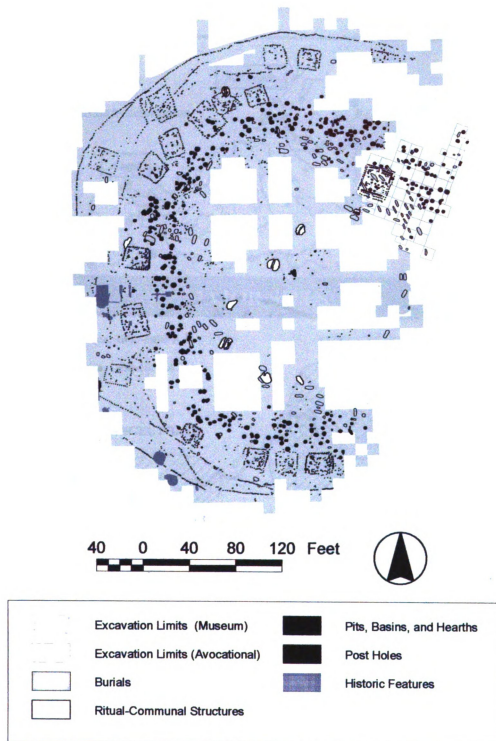 40 0 40 80 120 Feet
Excavation Limits (Museum)
Excavation Limits (Avocational)
Burials
Ritual-Communal Structures
Pits, Basins, and Hearths
Post Holes
Historic Features